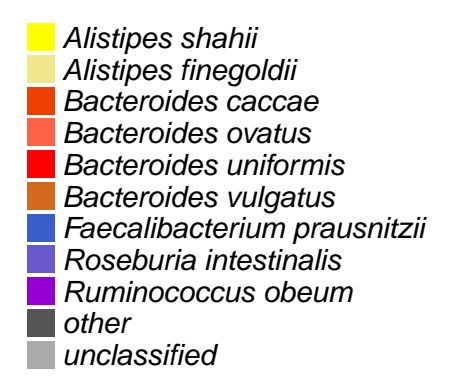 Alistipes shahii
Alistipes finegoldii
Bacteroides caccae
Bacteroides ovatus
Bacteroides uniformis
Bacteroides vulgatus
Faecalibacterium prausnitzii
Roseburia intestinalis
Ruminococcus obeum
other
unclassified